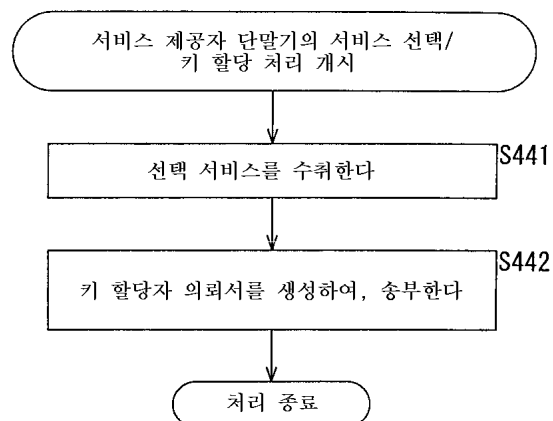 서비스 제공자 단말기의 서비스 선택/
키 할당 처리 개시
S441
선택 서비스를 수취한다
S442
키 할당자 의뢰서를 생성하여, 송부한다
처리 종료